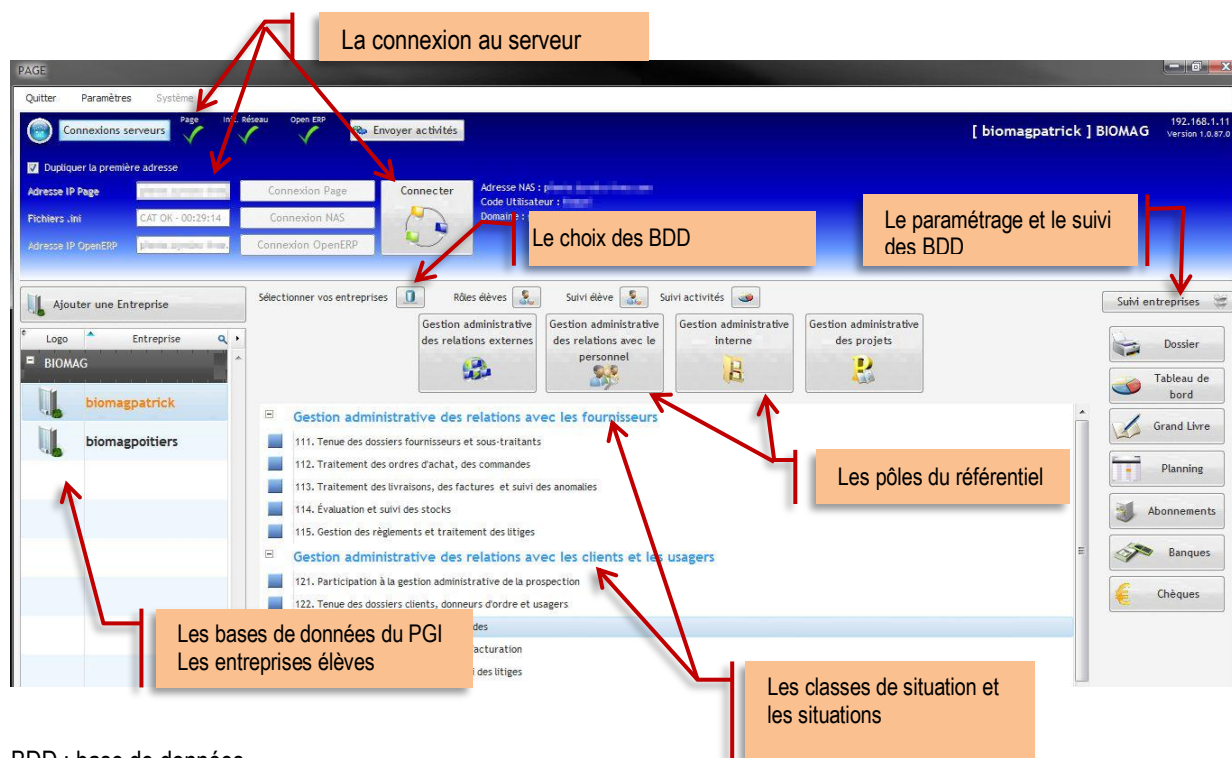 La connexion au serveur
PAGE
Quitter Paramètres Système
Connexions serveurs Page Open ERP Envoyer activités
Réseau
[ biomagpatrick ] BIOMAG 192.168.1.11
Version 1.0.87.0
Dupliquer la première adresse
Adresse IP Page Connexion Page Connecter Adresse NAS :
Code Utilisateur :
Fichiers .ini CAT OK - 00:29:14 Connexion NAS Domaine :
Adresse IP OpenERP Connexion OpenERP
Le choix des BDD
Le paramétrage et le suivi
des BDD
Ajouter une Entreprise Sélectionner vos entreprises Rôles élèves Suivi élève Suivi activités Suivi entreprises
Logo Entreprise
BIOMAG
biomagpatrick
biomagpoitiers
Gestion administrative
des relations externes
Gestion administrative
des relations avec le
personnel
Gestion administrative
interne
Gestion administrative
des projets
Gestion administrative des relations avec les fournisseurs
111. Tenue des dossiers fournisseurs et sous-traitants
112. Traitement des ordres d'achat, des commandes
113. Traitement des livraisons, des factures et suivi des anomalies
114. Évaluation et suivi des stocks
115. Gestion des règlements et traitement des litiges
Gestion administrative des relations avec les clients et les usagers
121. Participation à la gestion administrative de la prospection
122. Tenue des dossiers clients, donneurs d'ordre et usagers
des
acturation
i des litiges
Dossier
Tableau de
bord
Grand Livre
Planning
Abonnements
Banques
Chèques
Les pôles du référentiel
Les bases de données du PGI
Les entreprises élèves
Les classes de situation et
les situations
BDD : base de données